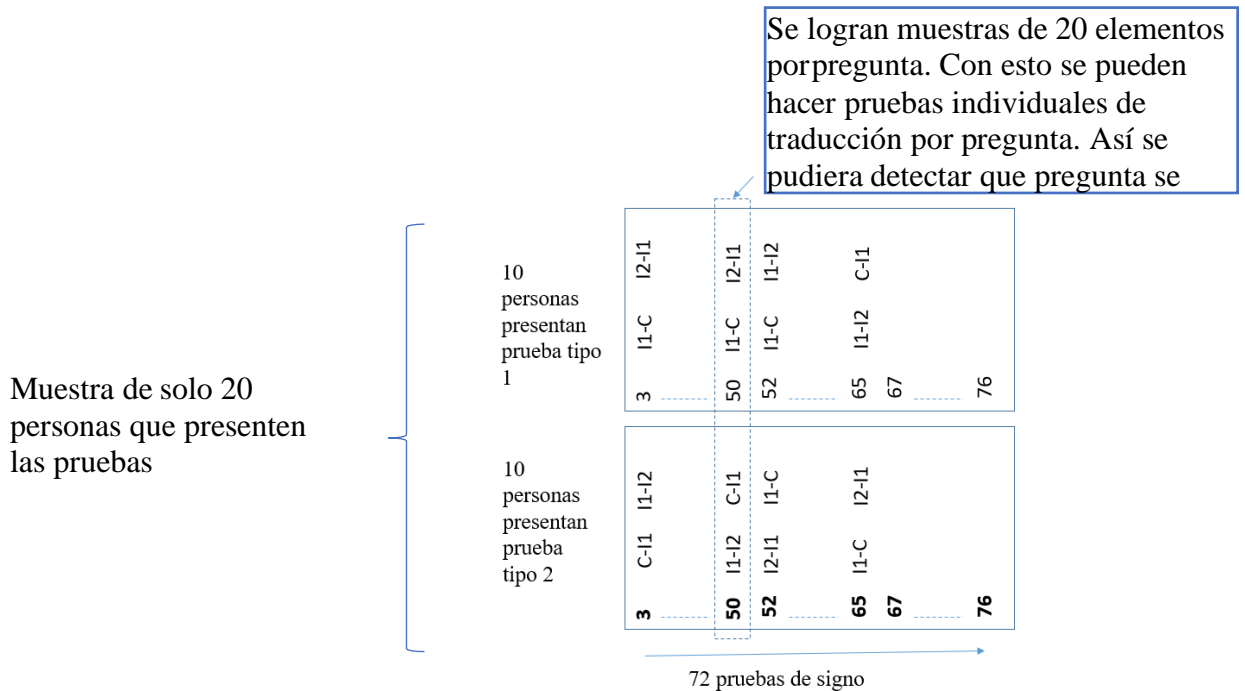 Se logran muestras de 20 elementos
porpregunta. Con esto se pueden
hacer pruebas individuales de
traducción por pregunta. Así se
pudiera detectar que pregunta se
Muestra de solo 20
personas que presenten
las pruebas
10
personas
presentan
prueba tipo
1
3 I1-C I2-I1
50 I1-C I2-I1
52 I1-C I1-I2
65 I1-I2 C-I1
67
76
10
personas
presentan
prueba
tipo 2
3 C-I1 I1-I2
50 I1-I2 C-I1
52 I2-I1 I1-C
65 I1-C I2-I1
67
76
72 pruebas de signo